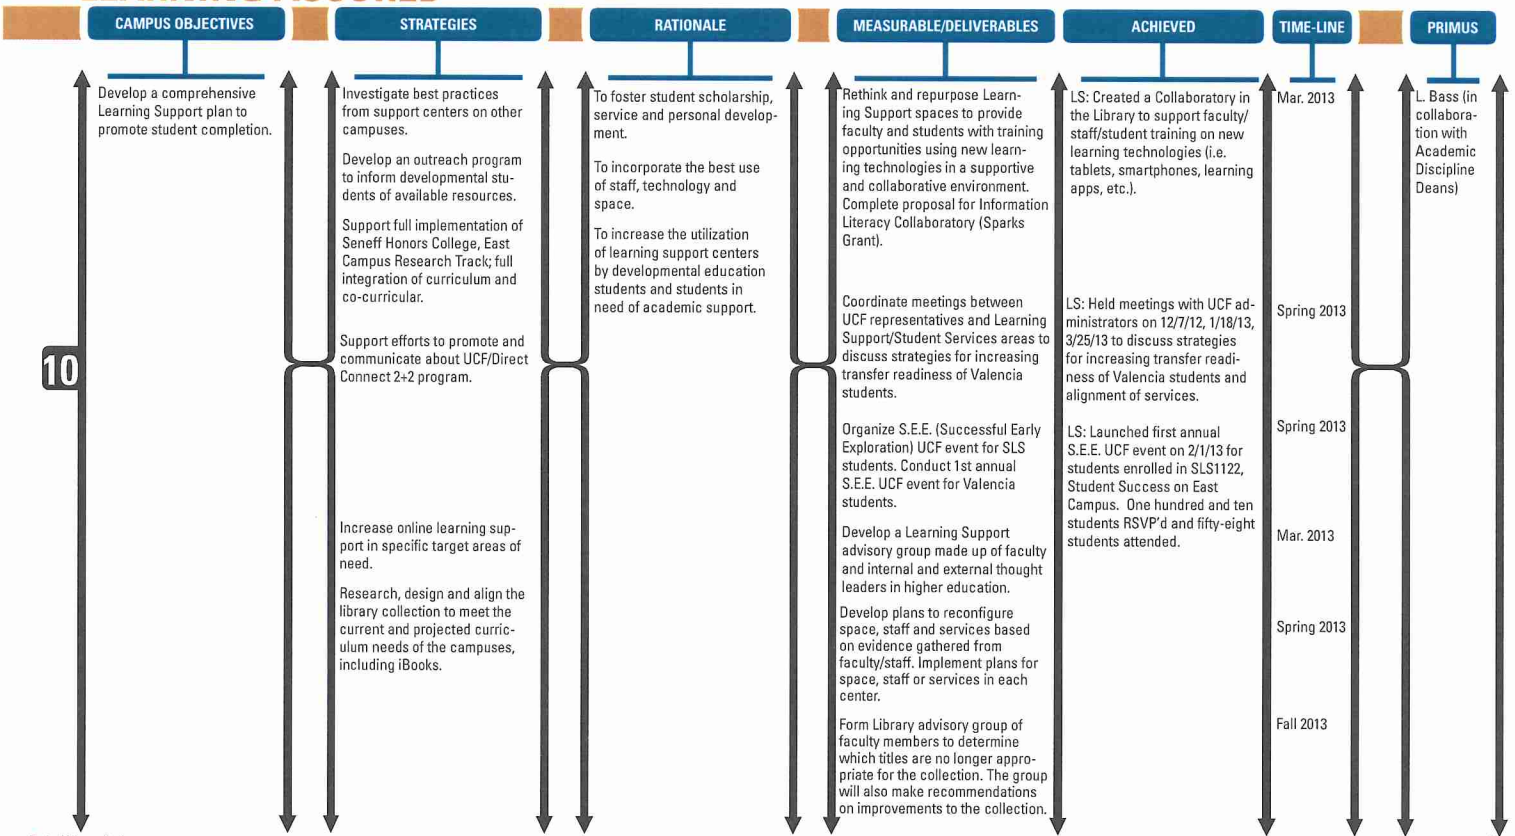 CAMPUS OBJECTIVES
STRATEGIES
RATIONALE
MEASURABLE/DELIVERABLES
ACHIEVED
TIME-LINE
PRIMUS
10
Develop a comprehensive
Learning Support plan to
promote student completion.
Investigate best practices
from support centers on other
campuses.
Develop an outreach program
to inform developmental stu-
dents of available resources.
Support full implementation of
Seneff Honors College, East
Campus Research Track; full
integration of curriculum and
co-curricular.
Support efforts to promote and
communicate about UCF/Direct
Connect 2+2 program.
Increase online learning sup-
port in specific target areas of
need.
Research, design and align the
library collection to meet the
current and projected curric-
ulum needs of the campuses,
including iBooks.
To foster student scholarship,
service and personal develop-
ment.
To incorporate the best use
of staff, technology and
space.
To increase the utilization
of learning support centers
by developmental education
students and students in
need of academic support.
Rethink and repurpose Learn-
ing Support spaces to provide
faculty and students with training
opportunities using new learn-
ing technologies in a supportive
and collaborative environment.
Complete proposal for Information
Literacy Collaboratory (Sparks
Grant).
Coordinate meetings between
UCF representatives and Learning
Support/Student Services areas to
discuss strategies for increasing
transfer readiness of Valencia
students.
Organize S.E.E. (Successful Early
Exploration) UCF event for SLS
students. Conduct 1st annual
S.E.E. UCF event for Valencia
students.
Develop a Learning Support
advisory group made up of faculty
and internal and external thought
leaders in higher education.
Develop plans to reconfigure
space, staff and services based
on evidence gathered from
faculty/staff. Implement plans for
space, staff or services in each
center.
Form Library advisory group of
faculty members to determine
which titles are no longer appro-
priate for the collection. The group
will also make recommendations
on improvements to the collection.
LS: Created a Collaboratory in
the Library to support faculty/
staff/student training on new
learning technologies (i.e.
tablets, smartphones, learning
apps, etc.).
LS: Held meetings with UCF ad-
ministrators on 12/7/12, 1/18/13,
3/25/13 to discuss strategies
for increasing transfer readi-
ness of Valencia students and
alignment of services.
LS: Launched first annual
S.E.E. UCF event on 2/1/13 for
students enrolled in SLS1122,
Student Success on East
Campus. One hundred and ten
students RSVP'd and fifty-eight
students attended.
Mar. 2013
Spring 2013
Spring 2013
Mar. 2013
Spring 2013
Fall 2013
L. Bass (in
collabora-
tion with
Academic
Discipline
Deans)